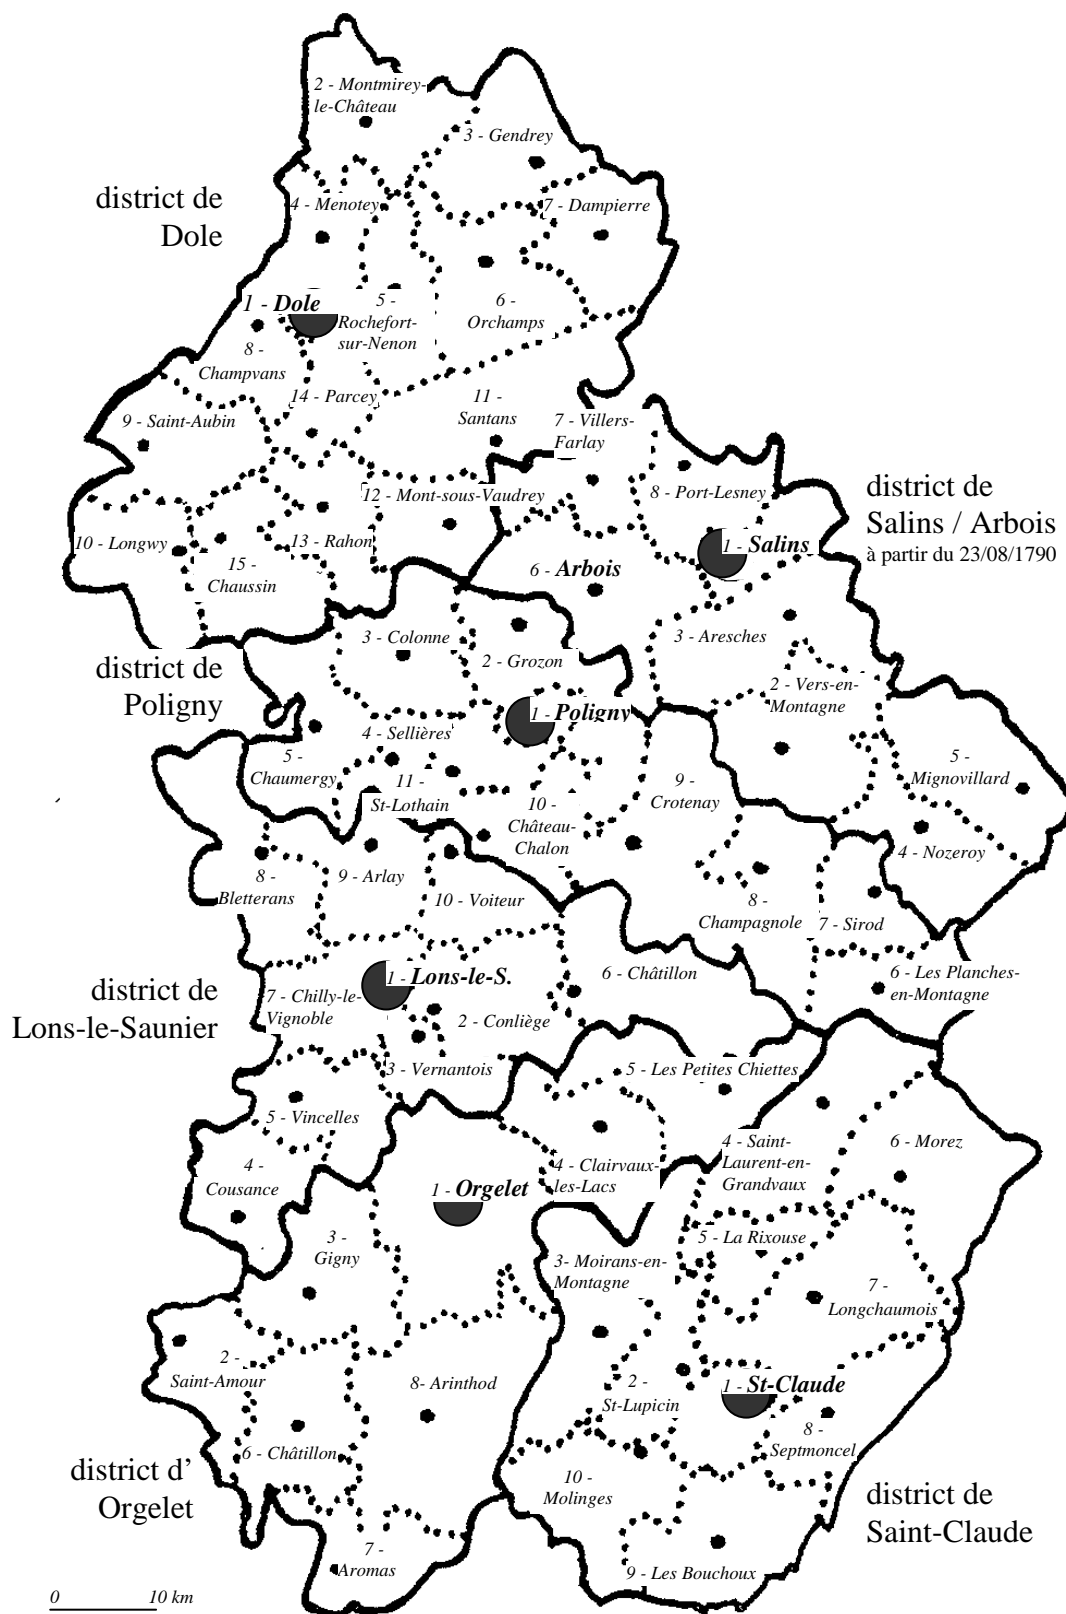 2 - Montmirey-
le-Château
3 - Gendrey
district de
Dole
4 - Menotey
7 - Dampierre
1 - Dole
5 -
Rochefort-
sur-Nenon
6 -
Orchamps
8 -
Champvans
14 - Parcey
11 -
Santans
9 - Saint-Aubin
7 - Villers-
Farlay
12 - Mont-sous-Vaudrey
8 - Port-Lesney
district de
Salins / Arbois
à partir du 23/08/1790
10 - Longwy
13 - Rahon
1 - Salins
15 -
Chaussin
6 - Arbois
3 - Colonne
3 - Aresches
district de
Poligny
2 - Grozon
2 - Vers-en-
Montagne
1 - Poligny
4 - Sellières
5 -
Chaumergy
5 -
Mignovillard
11 -
St-Lothain
9 -
Crotenay
10 -
Château-
Chalon
4 - Nozeroy
8 -
Bletterans
9 - Arlay
10 - Voiteur
8 -
Champagnole
7 - Sirod
district de
Lons-le-Saunier
1 - Lons-le-S.
6 - Châtillon
6 - Les Planches-
en-Montagne
7 - Chilly-le-
Vignoble
2 - Conliège
3 - Vernantois
5 - Les Petites Chiettes
5 - Vincelles
4 -
Cousance
4 - Clairvaux-
les-Lacs
4 - Saint-
Laurent-en-
Grandvaux
6 - Morez
1 - Orgelet
3 -
Gigny
3- Moirans-en-
Montagne
5 - La Rixouse
7 -
Longchaumois
2 -
Saint-Amour
8- Arinthod
2 -
St-Lupicin
1 - St-Claude
6 - Châtillon
8 -
Septmoncel
district d'
Orgelet
10 -
Molinges
district de
Saint-Claude
7 -
Aromas
9 - Les Bouchoux
0 10 km